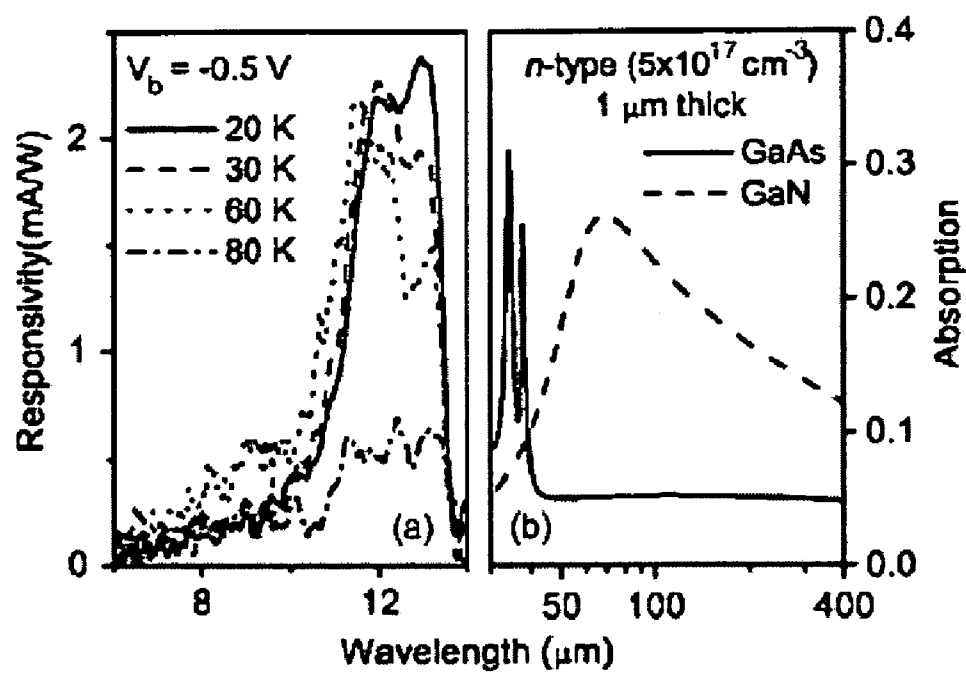 V_b = -0.5 V
20 K
30 K
60 K
80 K
(a)
Responsivity(mA/W)
0
1
2
8
12
n-type (5x10^17 cm^-3)
1 μm thick
GaAs
GaN
(b)
50
100
400
0.4
0.3
0.2
0.1
0.0
Absorption
Wavelength (μm)